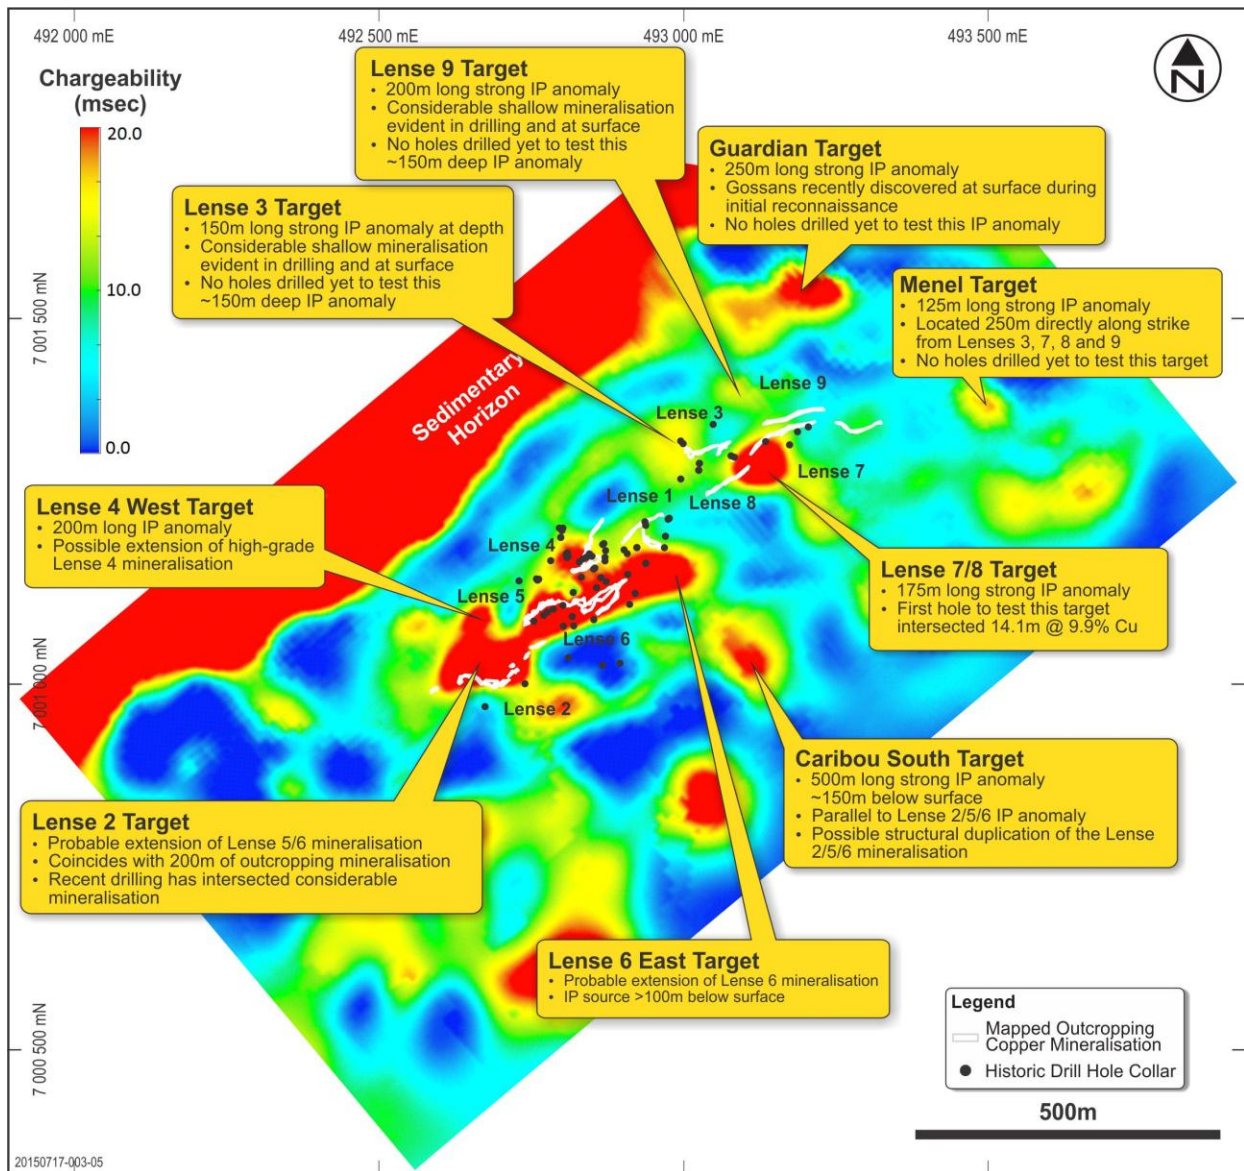 492 000 mE
492 500 mE
493 000 mE
493 500 mE
Chargeability
(msec)
20.0
10.0
0.0
N
Lense 9 Target
• 200m long strong IP anomaly
• Considerable shallow mineralisation
evident in drilling and at surface
• No holes drilled yet to test this
~150m deep IP anomaly
Guardian Target
• 250m long strong IP anomaly
• Gossans recently discovered at surface during
initial reconnaissance
• No holes drilled yet to test this IP anomaly
Lense 3 Target
• 150m long strong IP anomaly at depth
• Considerable shallow mineralisation
evident in drilling and at surface
• No holes drilled yet to test this
~150m deep IP anomaly
Menel Target
• 125m long strong IP anomaly
• Located 250m directly along strike
from Lenses 3, 7, 8 and 9
• No holes drilled yet to test this target
7 001 500 mN
Sedimentary
Horizon
Lense 9
Lense 3
Lense 7
Lense 8
Lense 1
Lense 4
Lense 5
Lense 6
Lense 2
Lense 4 West Target
• 200m long IP anomaly
• Possible extension of high-grade
Lense 4 mineralisation
Lense 7/8 Target
• 175m long strong IP anomaly
• First hole to test this target
intersected 14.1m @ 9.9% Cu
7 001 000 mN
Caribou South Target
• 500m long strong IP anomaly
~150m below surface
• Parallel to Lense 2/5/6 IP anomaly
• Possible structural duplication of the Lense
2/5/6 mineralisation
Lense 2 Target
• Probable extension of Lense 5/6 mineralisation
• Coincides with 200m of outcropping mineralisation
• Recent drilling has intersected considerable
mineralisation
Lense 6 East Target
• Probable extension of Lense 6 mineralisation
• IP source >100m below surface
7 000 500 mN
Legend
Mapped Outcropping
Copper Mineralisation
Historic Drill Hole Collar
500m
20150717-003-05